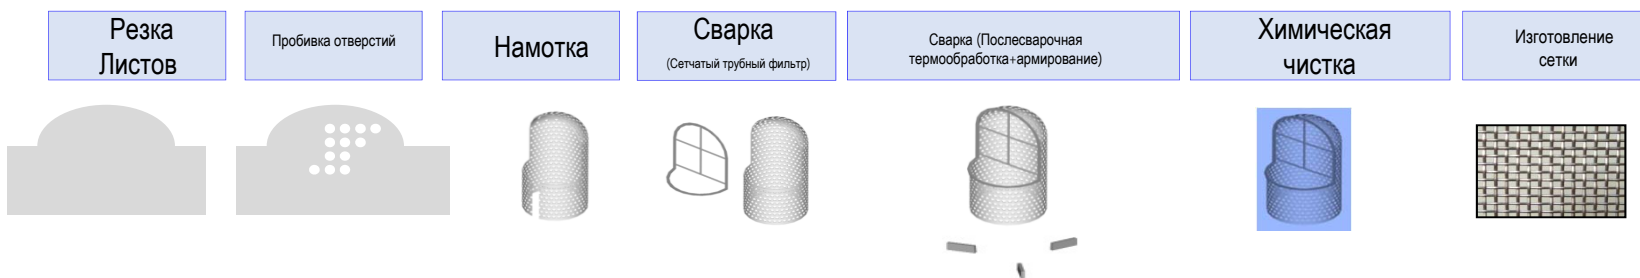 Резка
Листов
Пробивка отверстий
Намотка
Сварка
(Сетчатый трубный фильтр)
Сварка (Послесварочная
термообработка+армирование)
Химическая
чистка
Изготовление
сетки